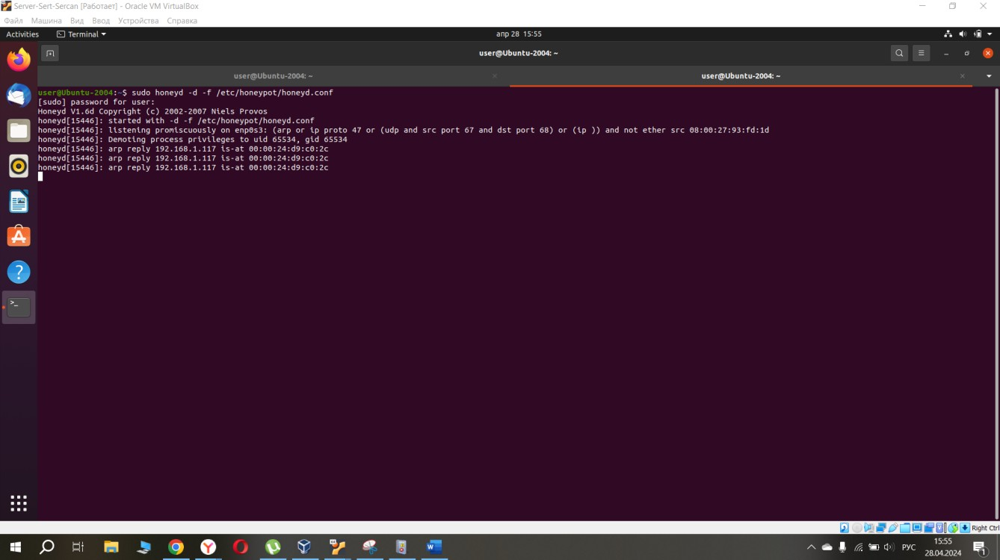 Server-Sert-Sercan [Работает] - Oracle VM VirtualBox
Файл Машина Вид Ввод Устройства Справка
Activities Terminal апр 28 15:55
user@Ubuntu-2004: ~
user@Ubuntu-2004: ~ user@Ubuntu-2004: ~
user@Ubuntu-2004:~$ sudo honeyd -d -f /etc/honeypot/honeyd.conf
[sudo] password for user:
Honeyd V1.6d Copyright (c) 2002-2007 Niels Provos
honeyd[15446]: started with -d -f /etc/honeypot/honeyd.conf
honeyd[15446]: listening promiscuously on enp0s3: (arp or ip proto 47 or (udp and src port 67 and dst port 68) or (ip )) and not ether src 08:00:27:93:fd:1d
honeyd[15446]: Demoting process privileges to uid 65534, gid 65534
honeyd[15446]: arp reply 192.168.1.117 is-at 00:00:24:d9:c0:2c
honeyd[15446]: arp reply 192.168.1.117 is-at 00:00:24:d9:c0:2c
honeyd[15446]: arp reply 192.168.1.117 is-at 00:00:24:d9:c0:2c
Right Ctrl
РУС 15:55
28.04.2024 1